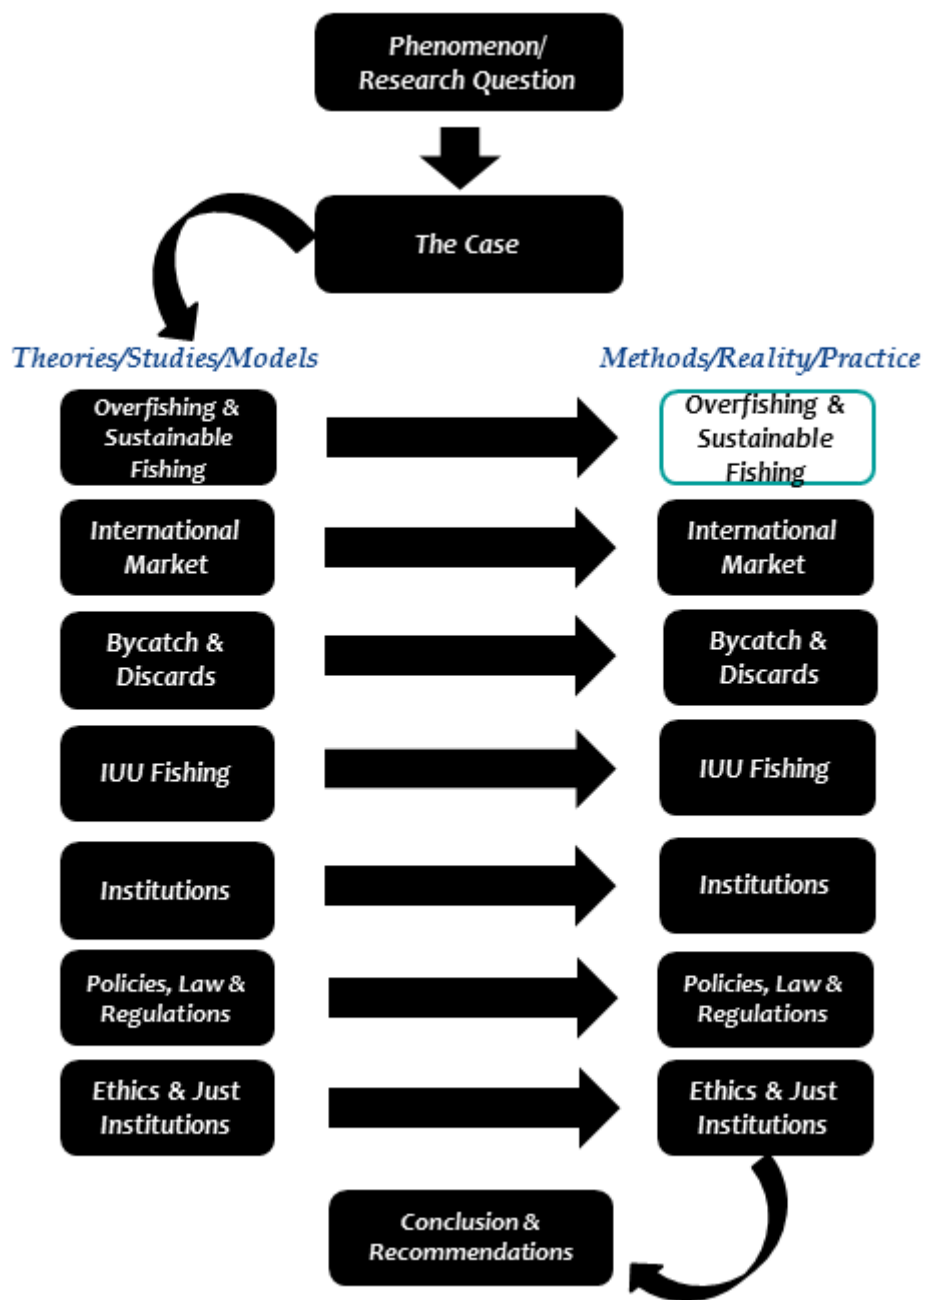 Phenomenon/
Research Question
The Case
Theories/Studies/Models
Methods/Reality/Practice
Overfishing &
Sustainable
Fishing
Overfishing &
Sustainable
Fishing
International
Market
International
Market
Bycatch &
Discards
Bycatch &
Discards
IUU Fishing
IUU Fishing
Institutions
Institutions
Policies, Law &
Regulations
Policies, Law &
Regulations
Ethics & Just
Institutions
Ethics & Just
Institutions
Conclusion &
Recommendations